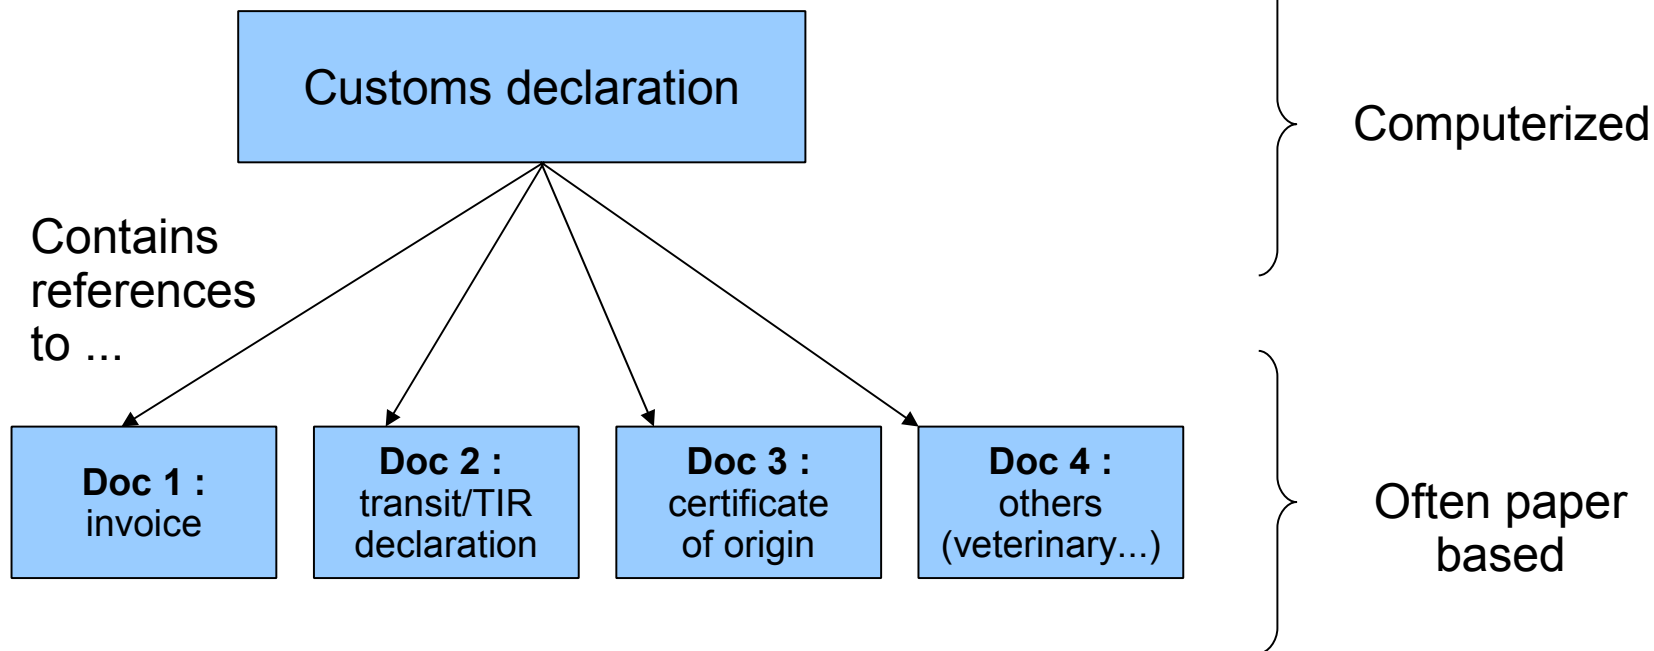 Customs declaration
Computerized
Contains
references
to ...
Doc 1 :
invoice
Doc 2 :
transit/TIR
declaration
Doc 3 :
certificate
of origin
Doc 4 :
others
(veterinary...)
Often paper
based